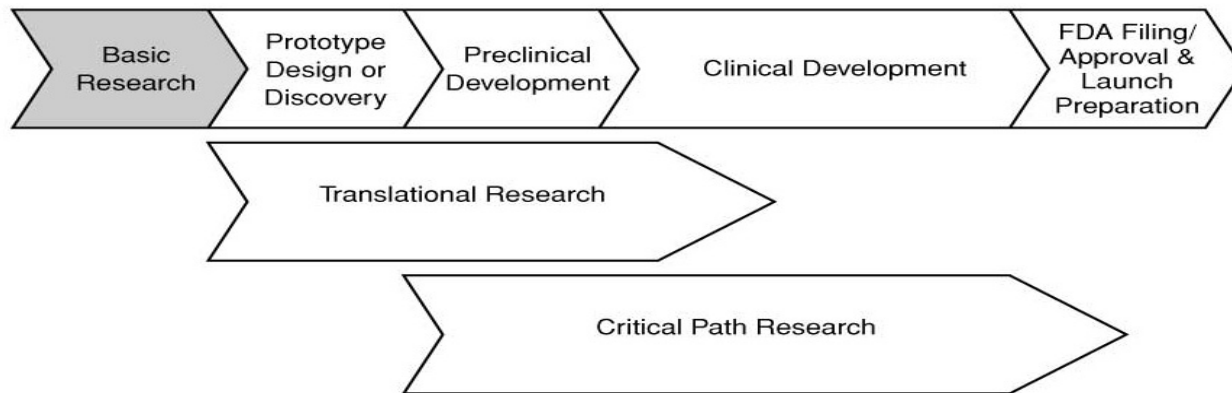 Basic
Research
Prototype
Design or
Discovery
Preclinical
Development
Clinical Development
FDA Filing/
Approval &
Launch
Preparation
Translational Research
Critical Path Research